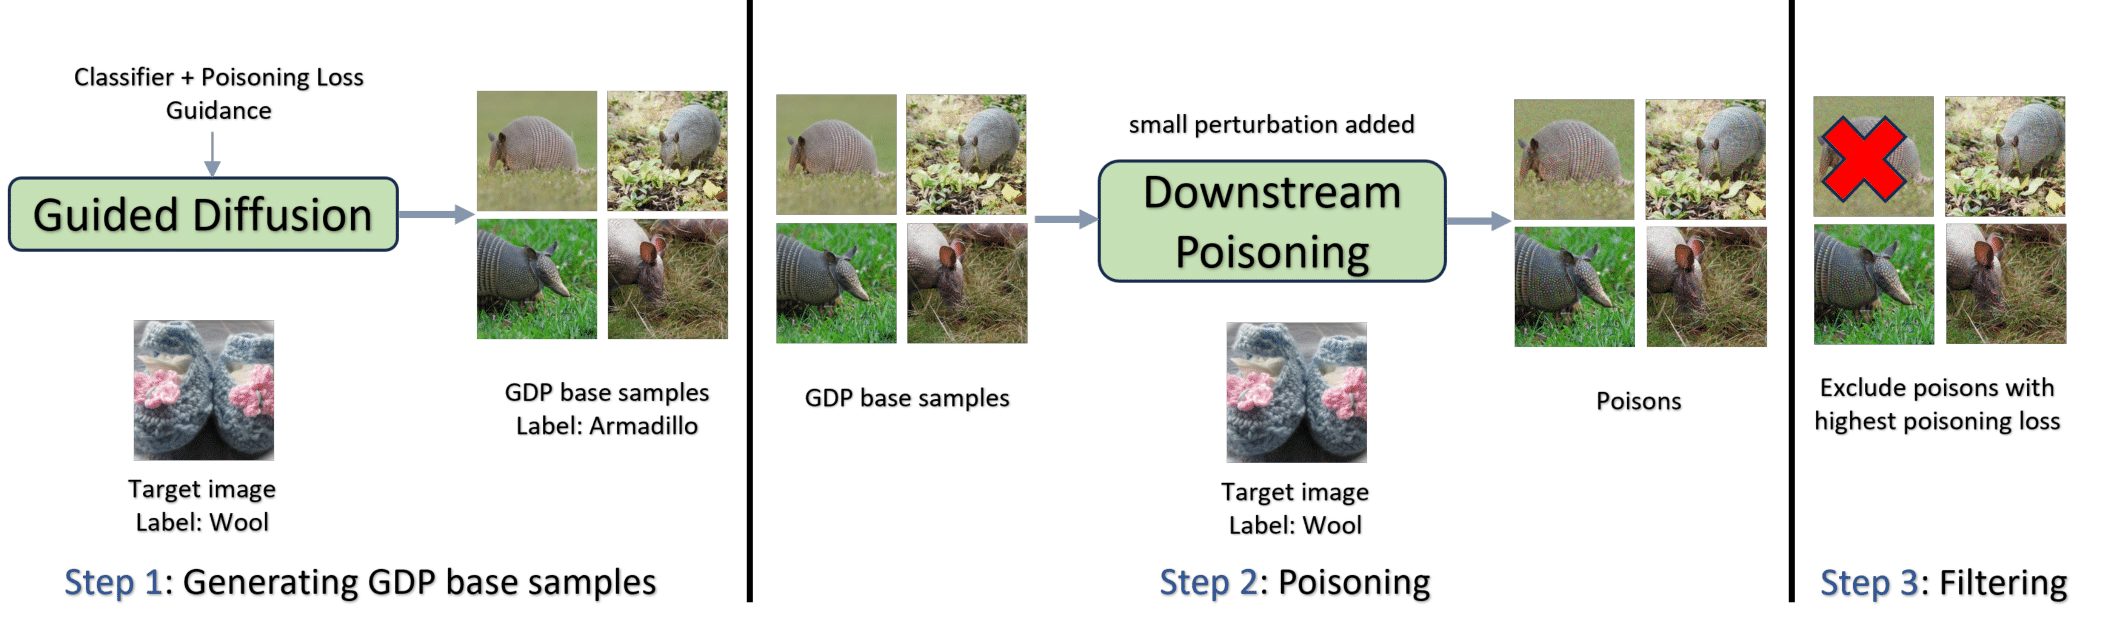 Classifier + Poisoning Loss
Guidance
Guided Diffusion
Target image
Label: Wool
GDP base samples
Label: Armadillo
Step 1: Generating GDP base samples
GDP base samples
small perturbation added
Downstream
Poisoning
Target image
Label: Wool
Poisons
Step 2: Poisoning
Exclude poisons with
highest poisoning loss
Step 3: Filtering